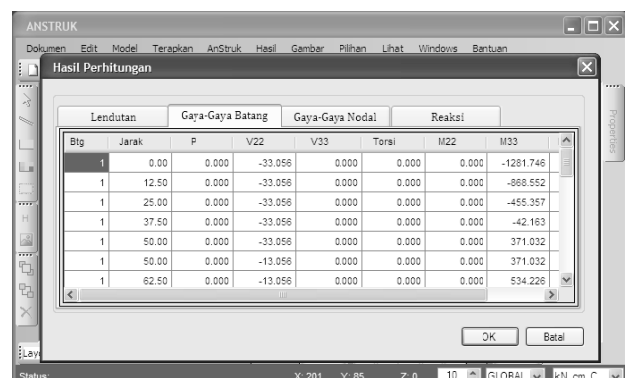 ANSTRUK
Dokumen Edit Model Terapkan AnStruk Hasil Gambar Pilihan Lihat Windows Bantuan
Hasil Perhitungan
Properties
Lendutan Gaya-Gaya Batang Gaya-Gaya Nodal Reaksi
Btg Jarak P V22 V33 Torsi M22 M33
1 0.00 0.000 -33.056 0.000 0.000 0.000 -1281.746
1 12.50 0.000 -33.056 0.000 0.000 0.000 -868.552
1 25.00 0.000 -33.056 0.000 0.000 0.000 -455.357
1 37.50 0.000 -33.056 0.000 0.000 0.000 -42.163
1 50.00 0.000 -33.056 0.000 0.000 0.000 371.032
1 50.00 0.000 -13.056 0.000 0.000 0.000 371.032
1 62.50 0.000 -13.056 0.000 0.000 0.000 534.226
OK Batal
Lay
Status: X: 201 Y: 85 Z: 0 10 GLOBAL kN, cm, C